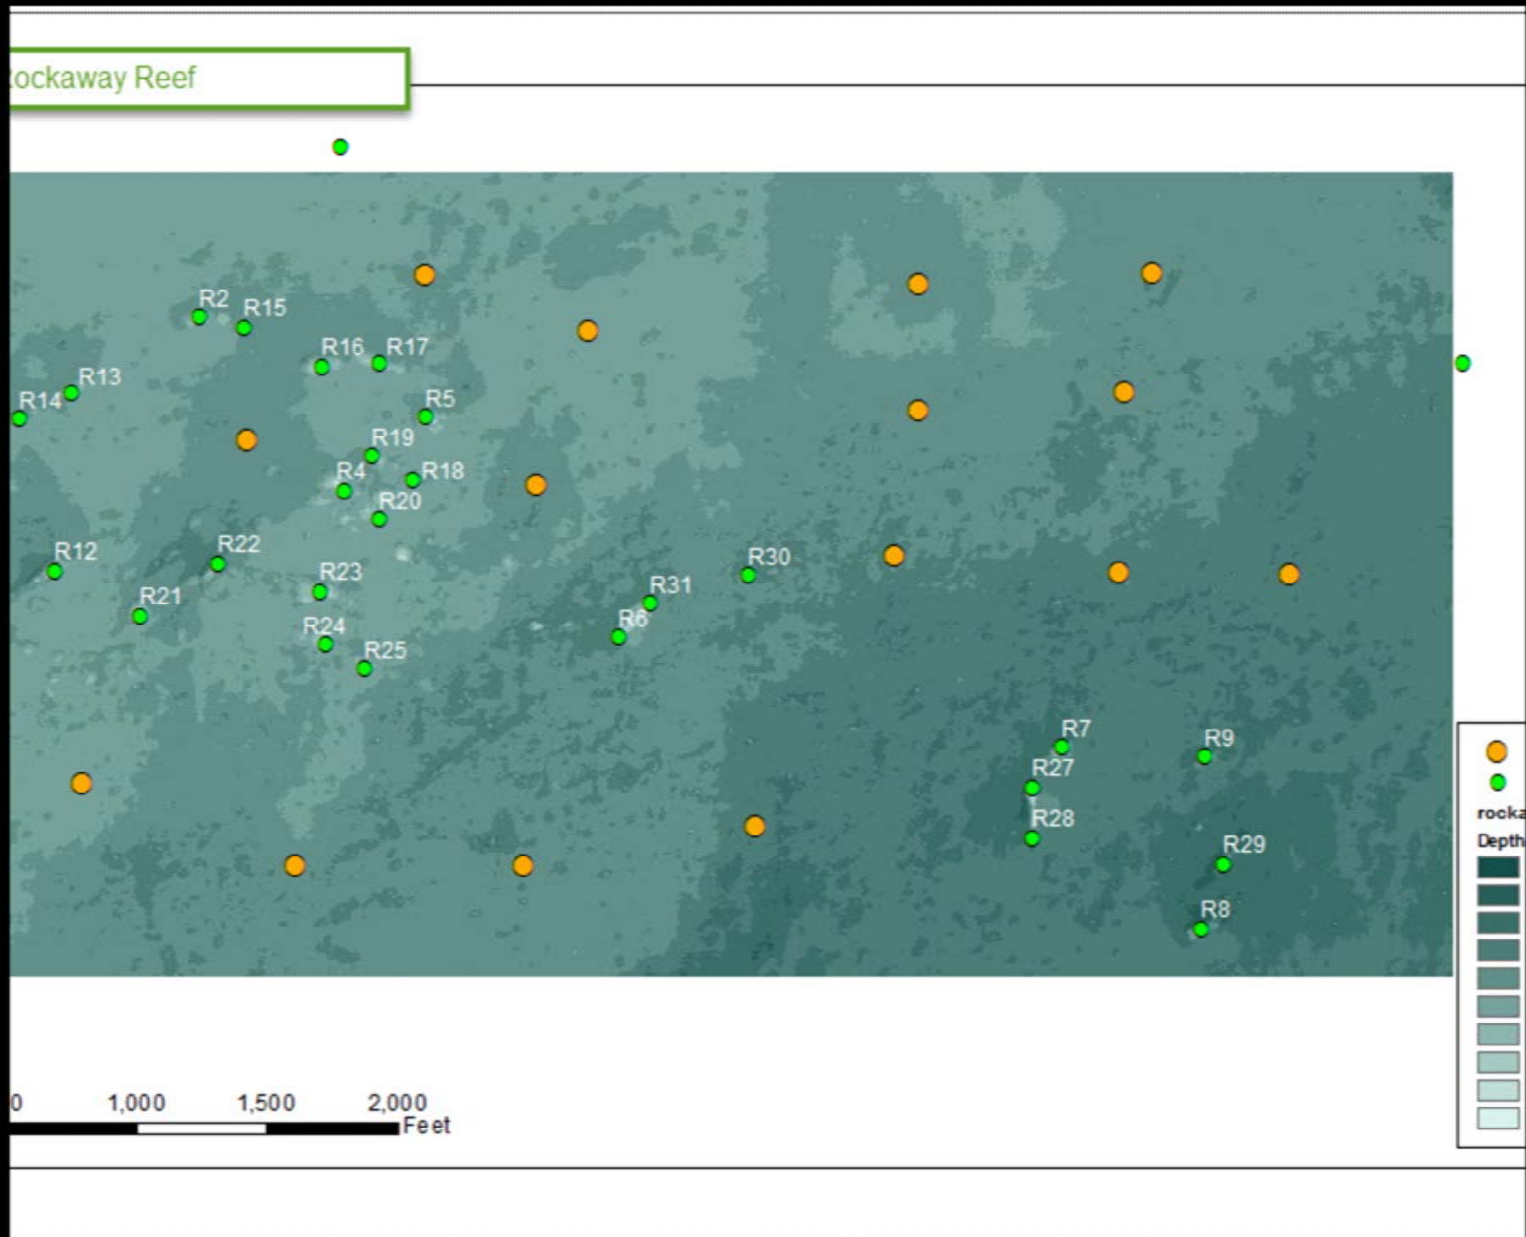 ockaway Reef
R2
R15
R16
R17
R13
R14
R5
R19
R4
R18
R20
R12
R22
R21
R23
R30
R31
R6
R24
R25
R7
R9
R27
R28
R29
R8
rocka
Depth
0 1,000 1,500 2,000
Feet